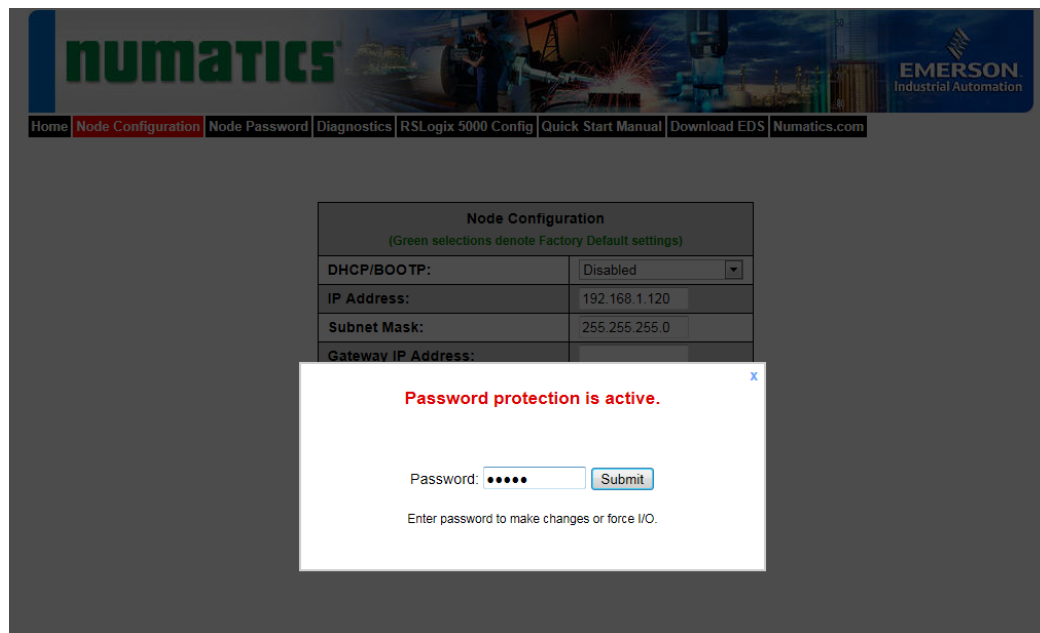 numatics
EMERSON.
Industrial Automation
Home Node Configuration Node Password Diagnostics RSLogix 5000 Config Quick Start Manual Download EDS Numatics.com
Node Configuration
(Green selections denote Factory Default settings)
DHCP/BOOTP: Disabled
IP Address: 192.168.1.120
Subnet Mask: 255.255.255.0
Gateway IP Address:
x
Password protection is active.
Password: ••••• Submit
Enter password to make changes or force I/O.